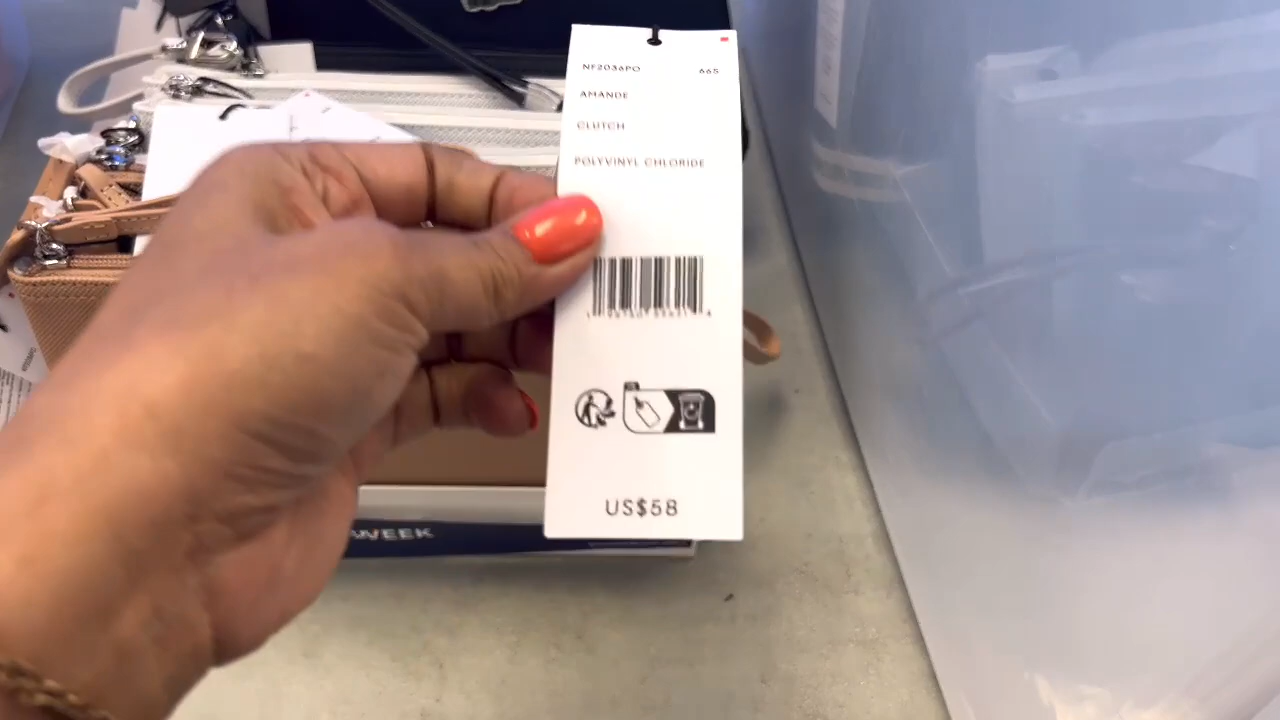 NF2036PO 665
AMANDE
CLUTCH
POLYVINYL CHLORIDE
US$58
WEEK